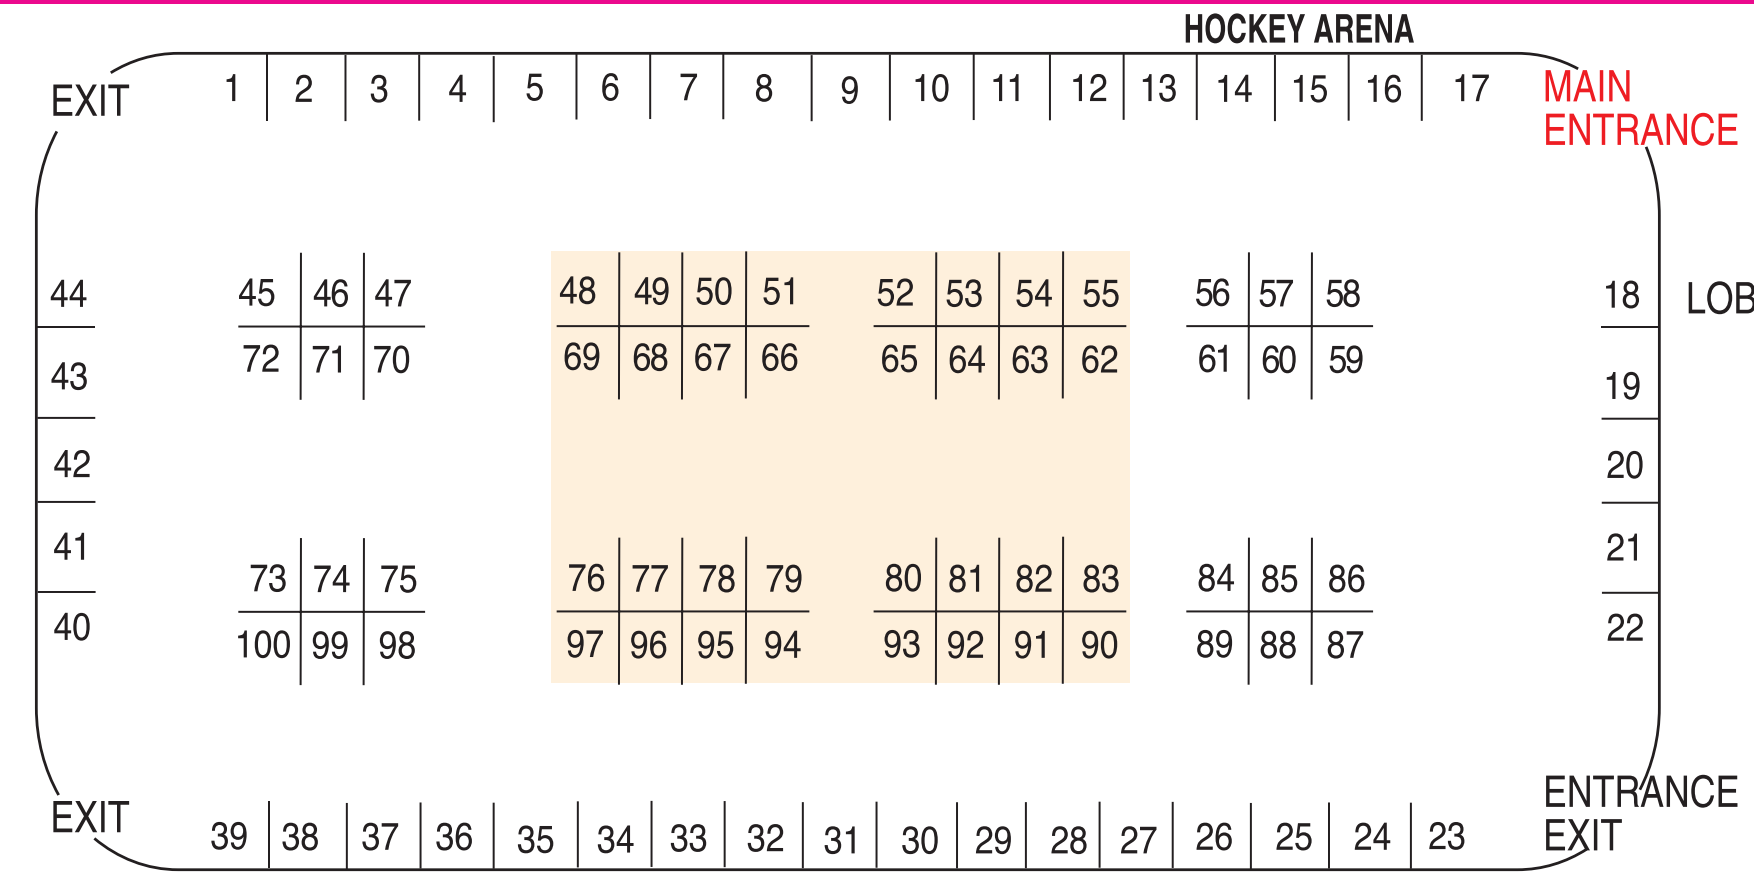 HOCKEY ARENA
EXIT
1 2 3 4 5 6 7 8 9 10 11 12 13 14 15 16 17
MAIN
ENTRANCE
44 45 46 47 48 49 50 51 52 53 54 55 56 57 58 18 LOB
72 71 70 69 68 67 66 65 64 63 62 61 60 59
43 19
42 20
41 21
73 74 75 76 77 78 79 80 81 82 83 84 85 86
40 22
100 99 98 97 96 95 94 93 92 91 90 89 88 87
EXIT
39 38 37 36 35 34 33 32 31 30 29 28 27 26 25 24 23
ENTRANCE
EXIT